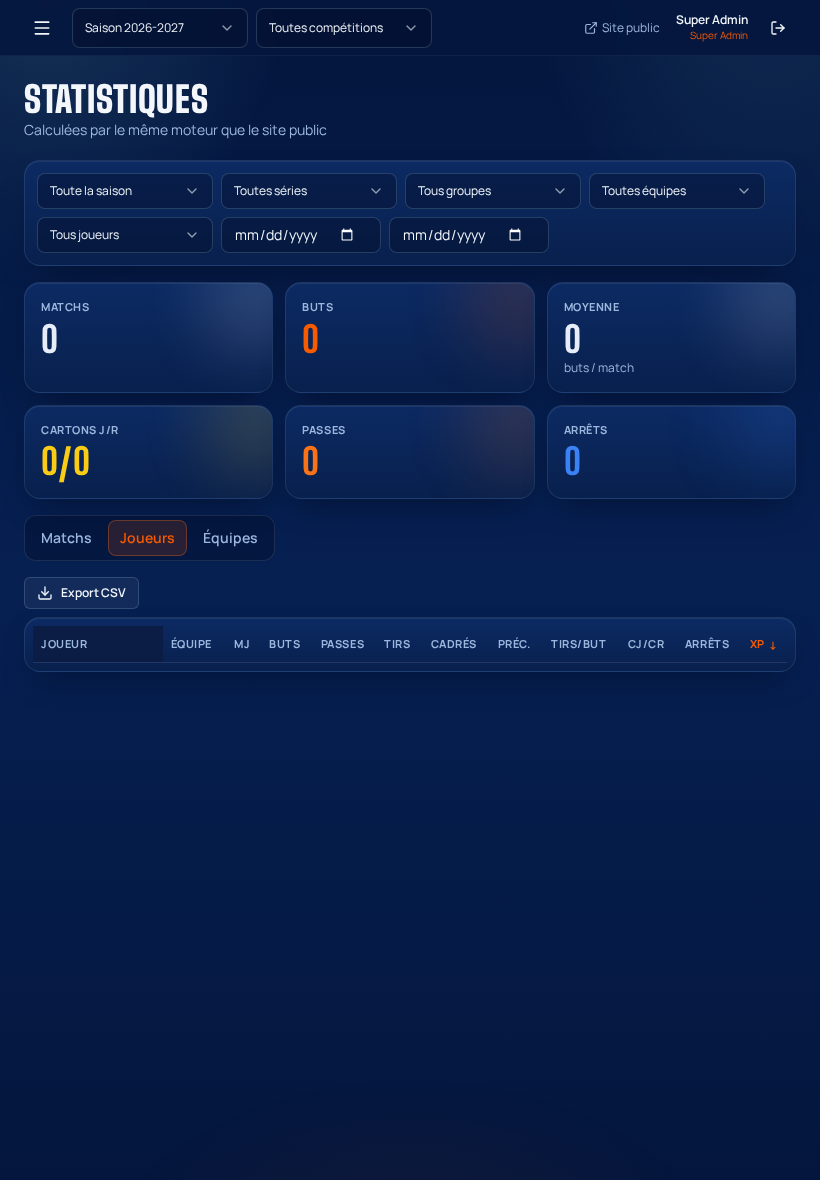 Saison 2026-2027 Toutes compétitions Site public Super Admin
Super Admin
STATISTIQUES
Calculées par le même moteur que le site public
Toute la saison Toutes séries Tous groupes Toutes équipes
Tous joueurs mm/dd/yyyy mm/dd/yyyy
MATCHS BUTS MOYENNE
0 0 0
buts / match
CARTONS J/R PASSES ARRÊTS
0/0 0 0
Matchs Joueurs Équipes
Export CSV
JOUEUR ÉQUIPE MJ BUTS PASSES TIRS CADRÉS PRÉC. TIRS/BUT CJ/CR ARRÊTS XP ↓